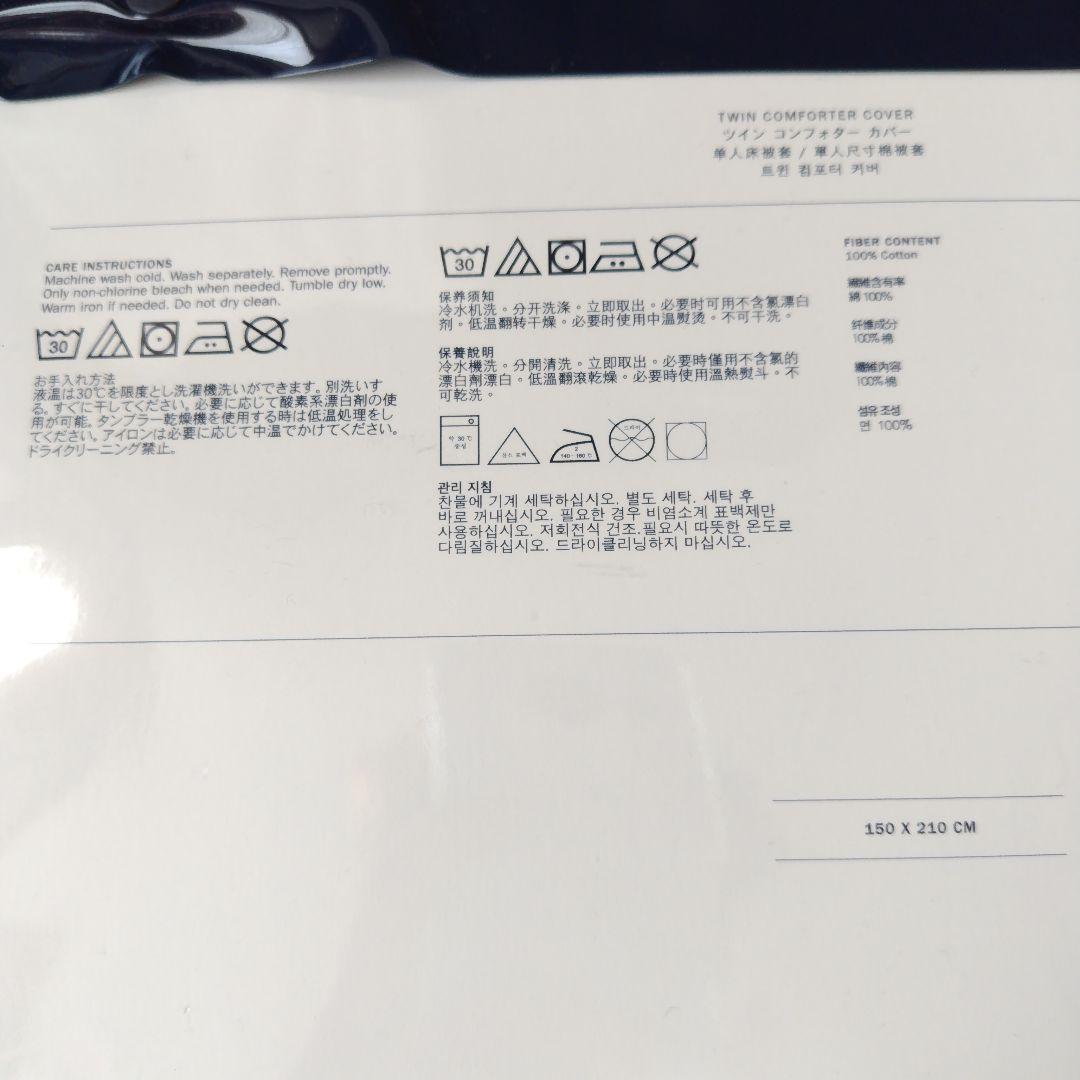 TWIN COMFORTER COVER
ツイン コンフォター カバー
单人床被套 / 單人尺寸棉被套
트윈 컴포터 커버
CARE INSTRUCTIONS
Machine wash cold. Wash separately. Remove promptly.
Only non-chlorine bleach when needed. Tumble dry low.
Warm iron if needed. Do not dry clean.
30
お手入れ方法
液温は30℃を限度とし洗濯機洗いができます。別洗いす
る。すぐに干してください。必要に応じて酸素系漂白剤の使
用が可能。タンブラー乾燥機を使用する時は低温処理をし
てください。アイロンは必要に応じて中温でかけてください。
ドライクリーニング禁止。
30
保养须知
冷水机洗。分开洗涤。立即取出。必要时可用不含氯漂白
剂。低温翻转干燥。必要时使用中温熨烫。不可干洗。
保養說明
冷水機洗。分開清洗。立即取出。必要時僅用不含氯的
漂白劑漂白。低溫翻滾乾燥。必要時使用溫熱熨斗。不
可乾洗。
약 30℃
중성
산소 표백
2
140~160℃
드라이
관리 지침
찬물에 기계 세탁하십시오. 별도 세탁. 세탁 후
바로 꺼내십시오. 필요한 경우 비염소계 표백제만
사용하십시오. 저회전식 건조.필요시 따뜻한 온도로
다림질하십시오. 드라이클리닝하지 마십시오.
FIBER CONTENT
100% Cotton
繊維含有率
綿 100%
纤维成分
100% 棉
纖維內容
100% 棉
섬유 조성
면 100%
150 X 210 CM